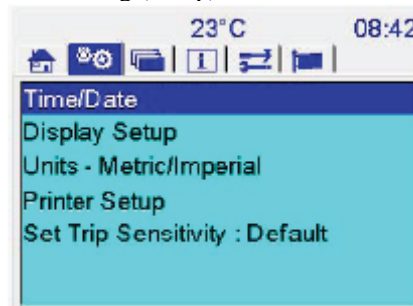 23°C 08:42
Time/Date
Display Setup
Units - Metric/Imperial
Printer Setup
Set Trip Sensitivity : Default